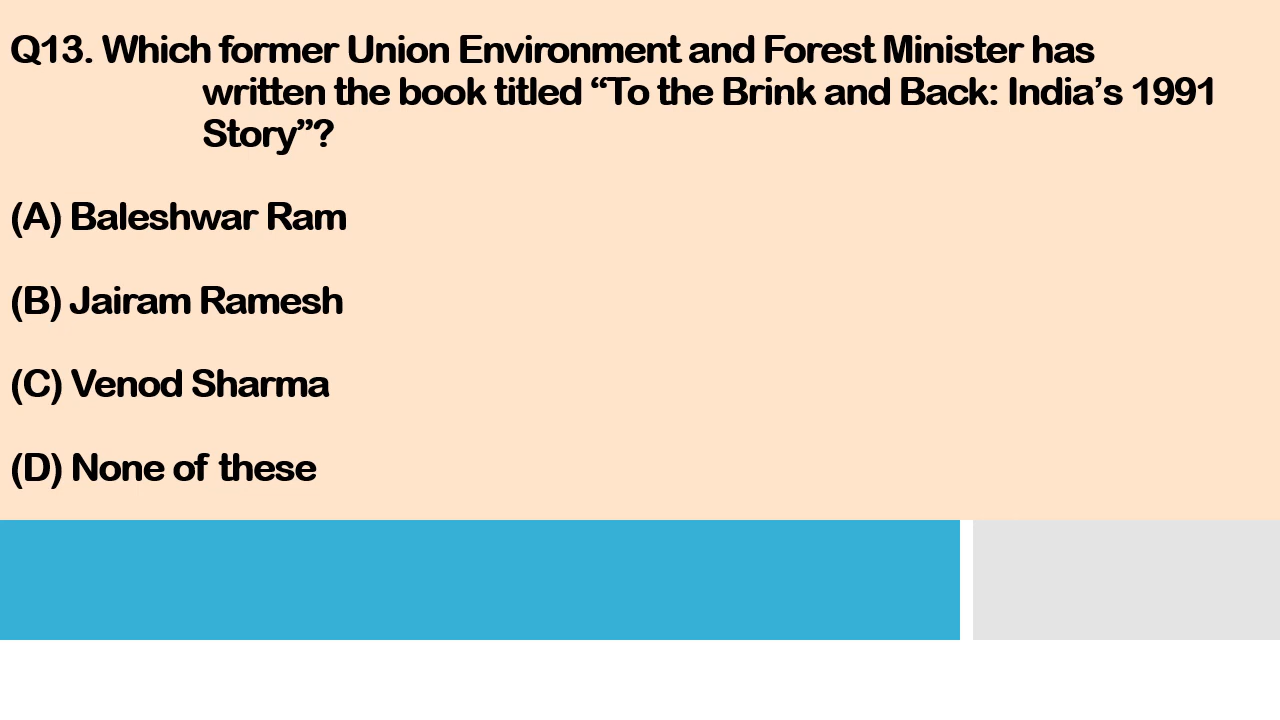 Q13. Which former Union Environment and Forest Minister has
written the book titled “To the Brink and Back: India’s 1991
Story”?
(A) Baleshwar Ram
(B) Jairam Ramesh
(C) Venod Sharma
(D) None of these